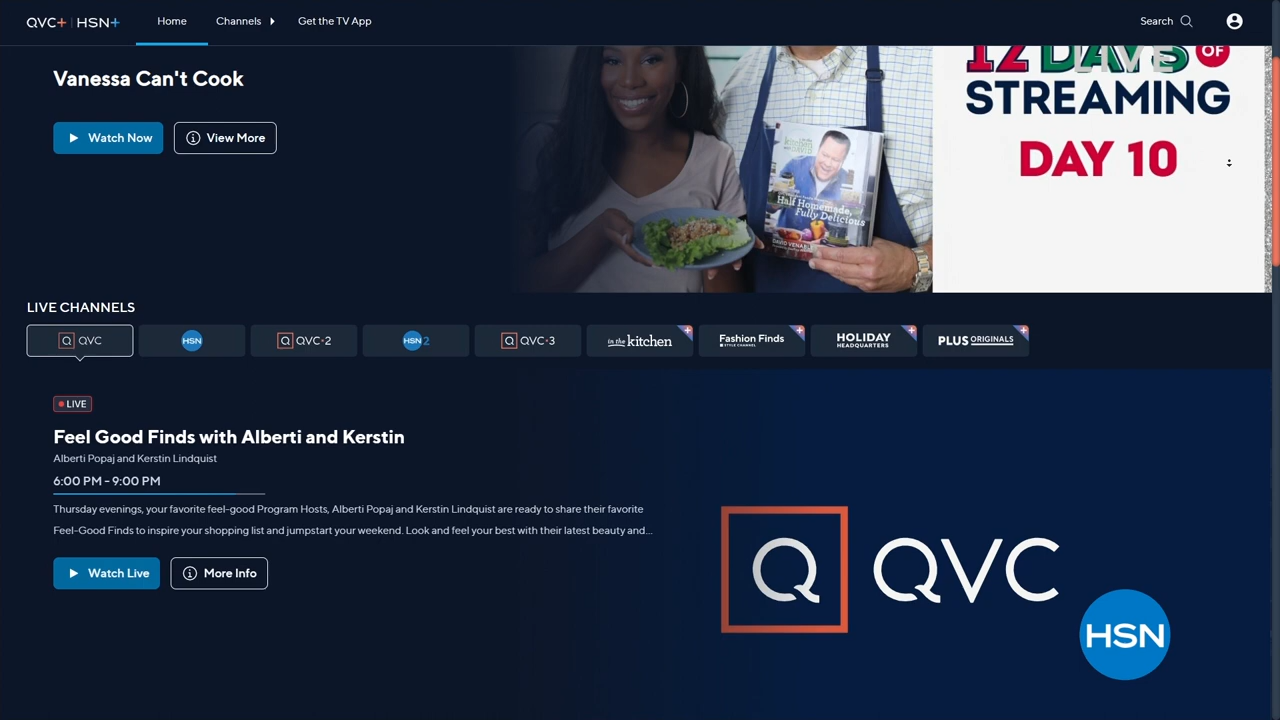 QVC+ | HSN+
Home
Channels
Get the TV App
Search
Vanessa Can't Cook
Watch Now
View More
Half Homemade,
Fully Delicious
DAVID VENABLE
LIVE
12 DAYS OF
STREAMING
DAY 10
LIVE CHANNELS
Q QVC
HSN
Q QVC•2
HSN 2
Q QVC•3
in the kitchen
Fashion Finds
STYLE CHANNEL
HOLIDAY
HEADQUARTERS
PLUS ORIGINALS
LIVE
Feel Good Finds with Alberti and Kerstin
Alberti Popaj and Kerstin Lindquist
6:00 PM - 9:00 PM
Thursday evenings, your favorite feel-good Program Hosts, Alberti Popaj and Kerstin Lindquist are ready to share their favorite
Feel-Good Finds to inspire your shopping list and jumpstart your weekend. Look and feel your best with their latest beauty and...
Watch Live
More Info
Q QVC
HSN